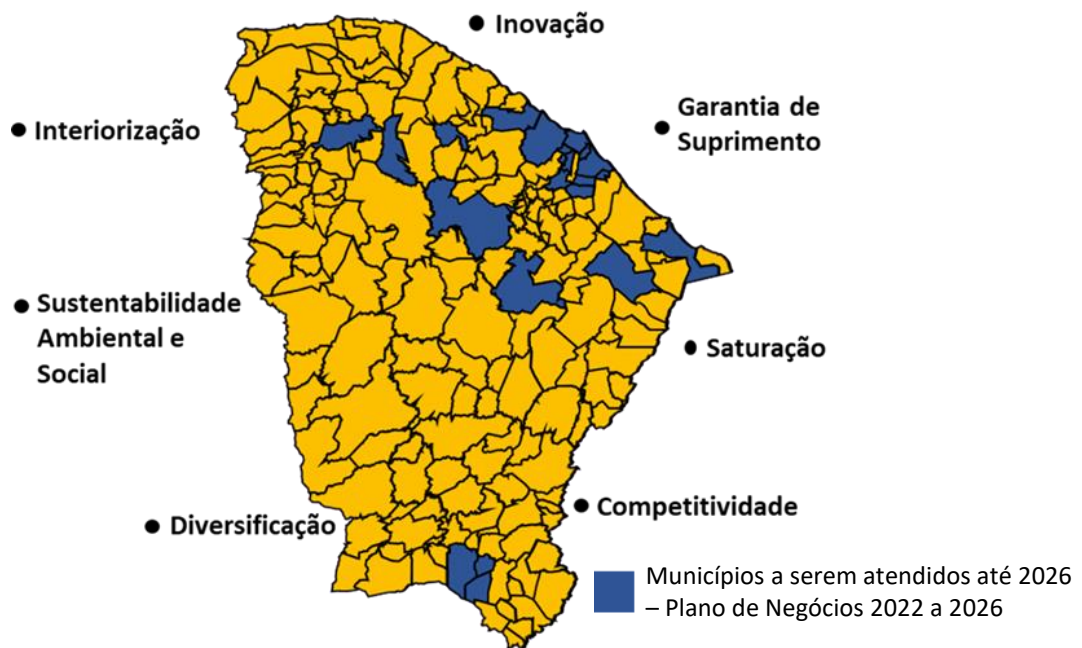 Inovação
Garantia de
Suprimento
Interiorização
Sustentabilidade
Ambiental e
Social
Saturação
Diversificação
Competitividade
Municípios a serem atendidos até 2026
– Plano de Negócios 2022 a 2026